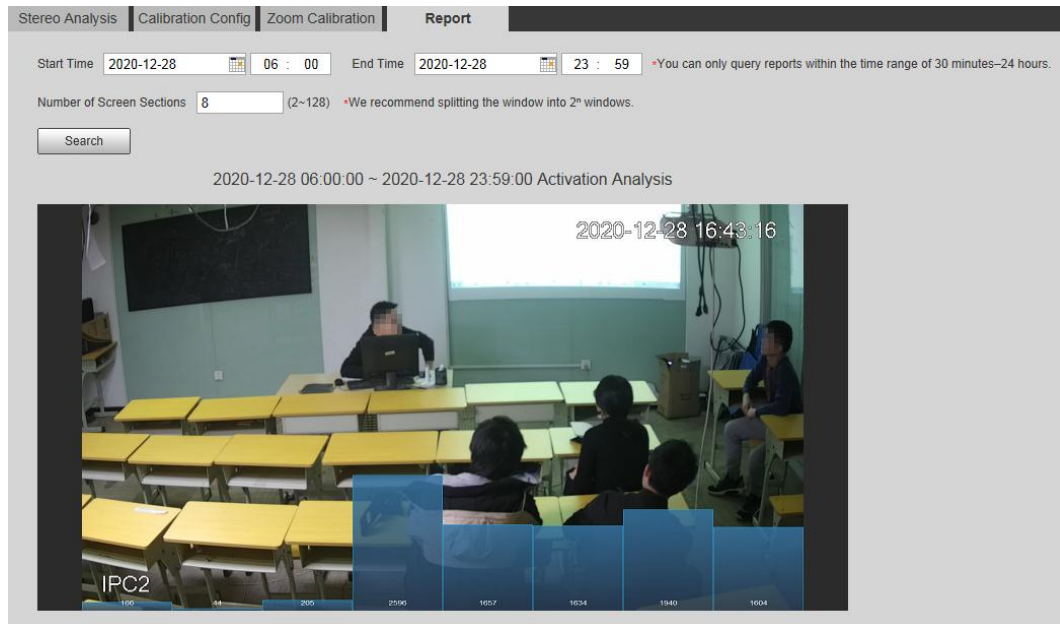 Stereo Analysis Calibration Config Zoom Calibration Report
Start Time 2020-12-28 06 : 00 End Time 2020-12-28 23 : 59 *You can only query reports within the time range of 30 minutes–24 hours.
Number of Screen Sections 8 (2~128) *We recommend splitting the window into 2ⁿ windows.
Search
2020-12-28 06:00:00 ~ 2020-12-28 23:59:00 Activation Analysis
2020-12-28 16:43:16
IPC2
166 44 205 2596 1657 1634 1940 1604